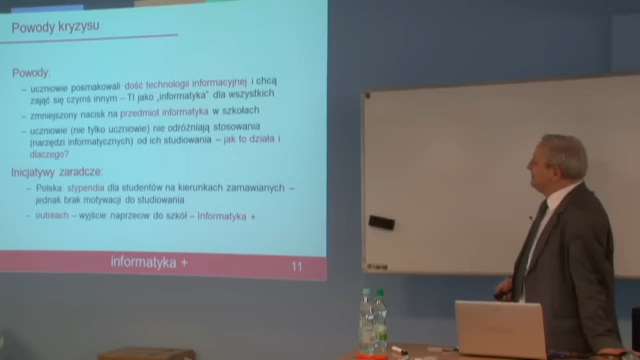 Powody kryzysu
Powody:
– uczniowie posmakowali dość technologii informacyjnej i chcą
zająć się czymś innym – TI jako „informatyka” dla wszystkich
– zmniejszony nacisk na przedmiot informatyka w szkołach
– uczniowie (nie tylko uczniowie) nie odróżniają stosowania
(narzędzi informatycznych) od ich studiowania – jak to działa i
dlaczego?
Inicjatywy zaradcze:
– Polska: stypendia dla studentów na kierunkach zamawianych –
jednak brak motywacji do studiowania
– outreach – wyjście naprzeciw do szkół – Informatyka +
informatyka +
11